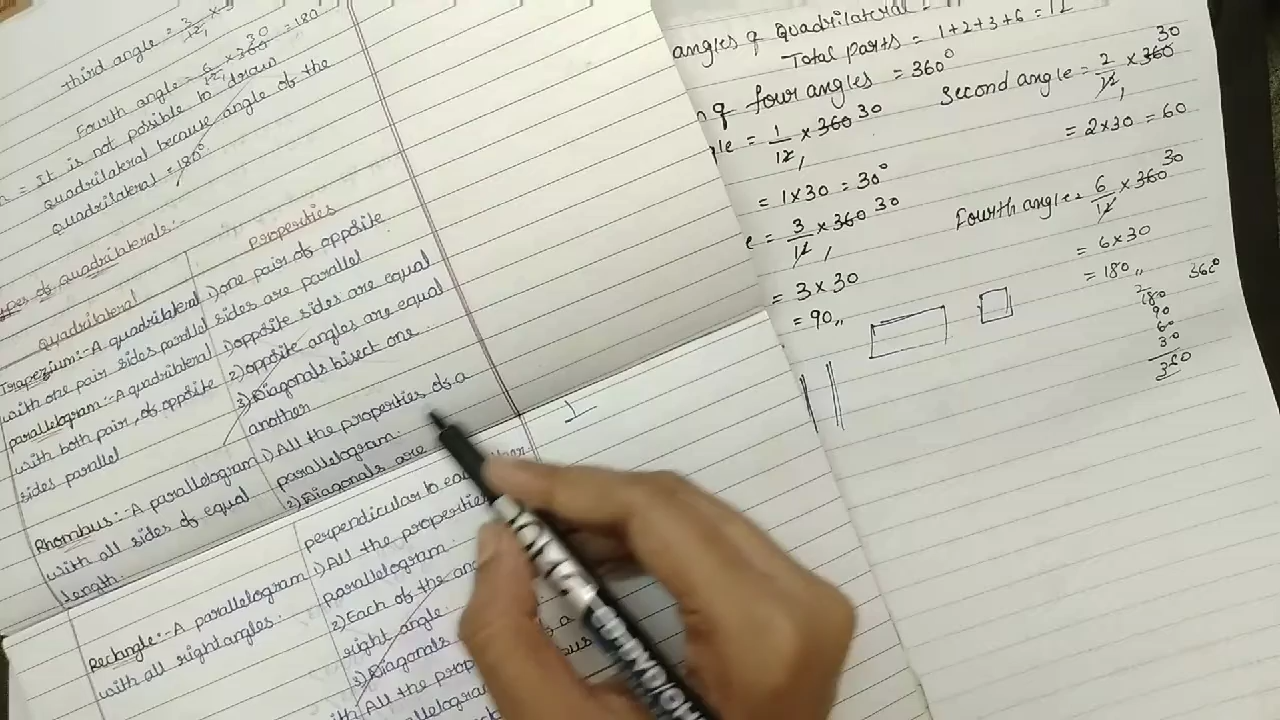 third angle = 3/12 ×
Fourth angle = 6/12 × 360 30 = 180
= It is not possible to draw
quadrilateral because angle of the
quadrilateral = 180°
Types of quadrilaterals:
Quadrilateral
Trapezium:- A quadrilateral
with one pair sides parallel
parallelogram:- A quadrilateral
with both pair, of opposite
sides parallel
Rhombus:- A parallelogram
with all sides of equal
length.
Rectangle:- A parallelogram
with all rightangles.
Properties
1) one pair of opposite
sides are parallel
1) opposite sides are equal
2) opposite angles are equal
3) Diagonals bisect one
another
1) All the properties of a
parallelogram.
2) Diagonals are
perpendicular to each other
1) All the properties
parallelogram.
2) Each of the
right angle
3) Diagonals
All the
angles of Quadrilateral
Total parts = 1+2+3+6 = 12
of four angles = 360°
= 1/12 × 360 30
= 1×30 = 30°
= 3/12 × 360 30
= 3×30
= 90,,
Second angle = 2/12 × 360 30
= 2×30 = 60
Fourth angle = 6/12 × 360 30
= 6×30
= 180,,
360°
180
90
60
30
360